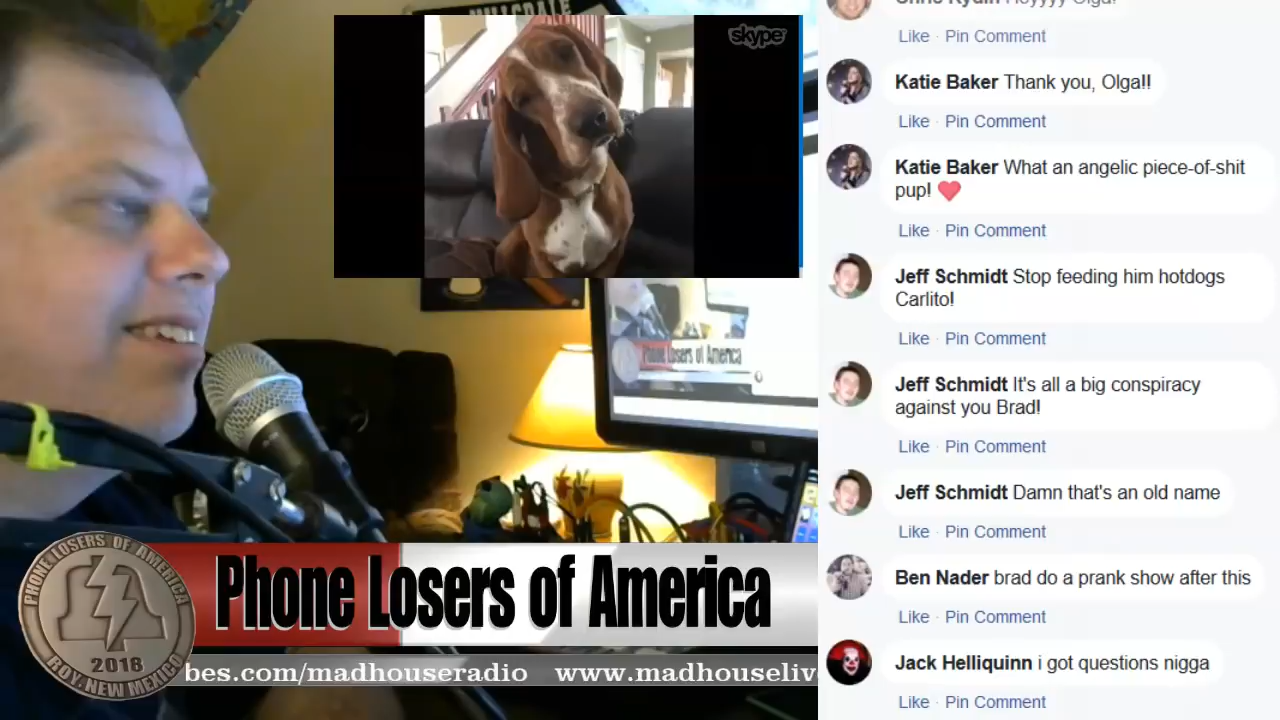 HILLSDALE
skype
Phone Losers of America
PHONE LOSERS OF AMERICA
2018
ROY, NEW MEXICO
Phone Losers of America
bes.com/madhouseradio www.madhouseliv
Like · Pin Comment
Katie Baker Thank you, Olga!!
Like · Pin Comment
Katie Baker What an angelic piece-of-shit
pup! ❤️
Like · Pin Comment
Jeff Schmidt Stop feeding him hotdogs
Carlito!
Like · Pin Comment
Jeff Schmidt It's all a big conspiracy
against you Brad!
Like · Pin Comment
Jeff Schmidt Damn that's an old name
Like · Pin Comment
Ben Nader brad do a prank show after this
Like · Pin Comment
Jack Helliquinn i got questions nigga
Like · Pin Comment